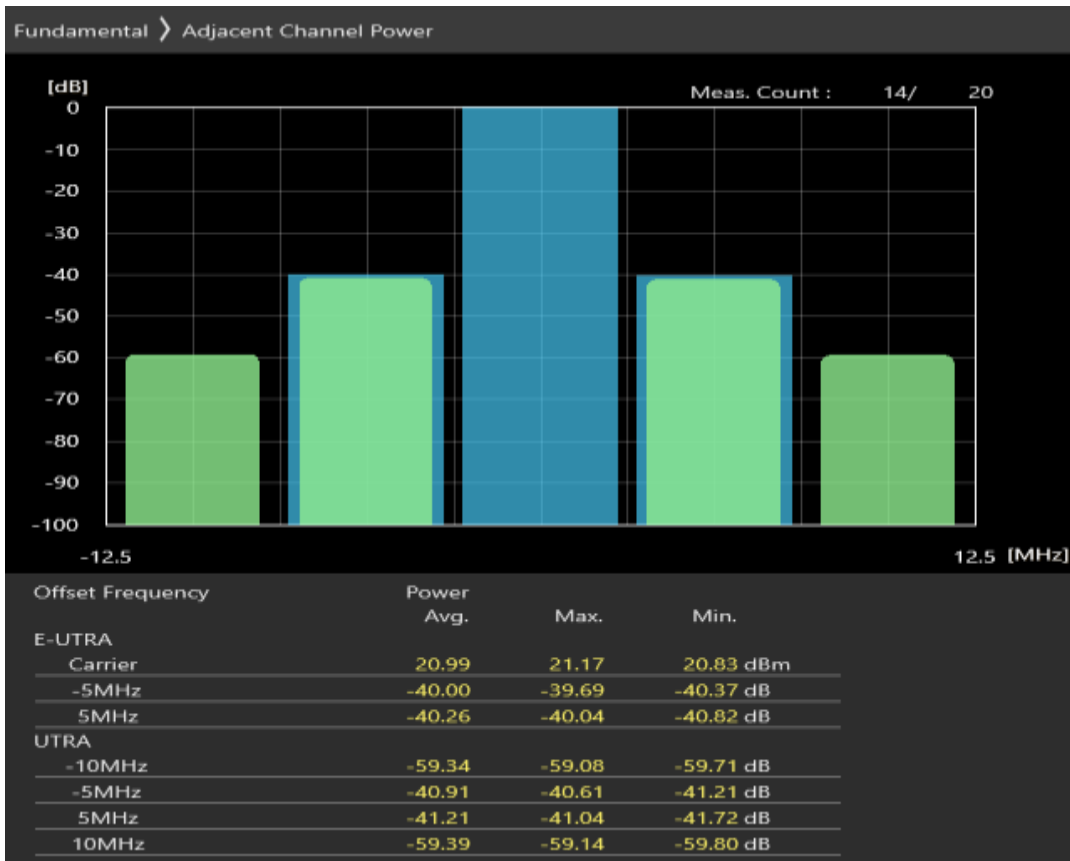 Fundamental ❯ Adjacent Channel Power
[dB]
Meas. Count : 14/ 20
0
-10
-20
-30
-40
-50
-60
-70
-80
-90
-100
-12.5 12.5 [MHz]
Offset Frequency Power
Avg. Max. Min.
E-UTRA
Carrier 20.99 21.17 20.83 dBm
-5MHz -40.00 -39.69 -40.37 dB
5MHz -40.26 -40.04 -40.82 dB
UTRA
-10MHz -59.34 -59.08 -59.71 dB
-5MHz -40.91 -40.61 -41.21 dB
5MHz -41.21 -41.04 -41.72 dB
10MHz -59.39 -59.14 -59.80 dB